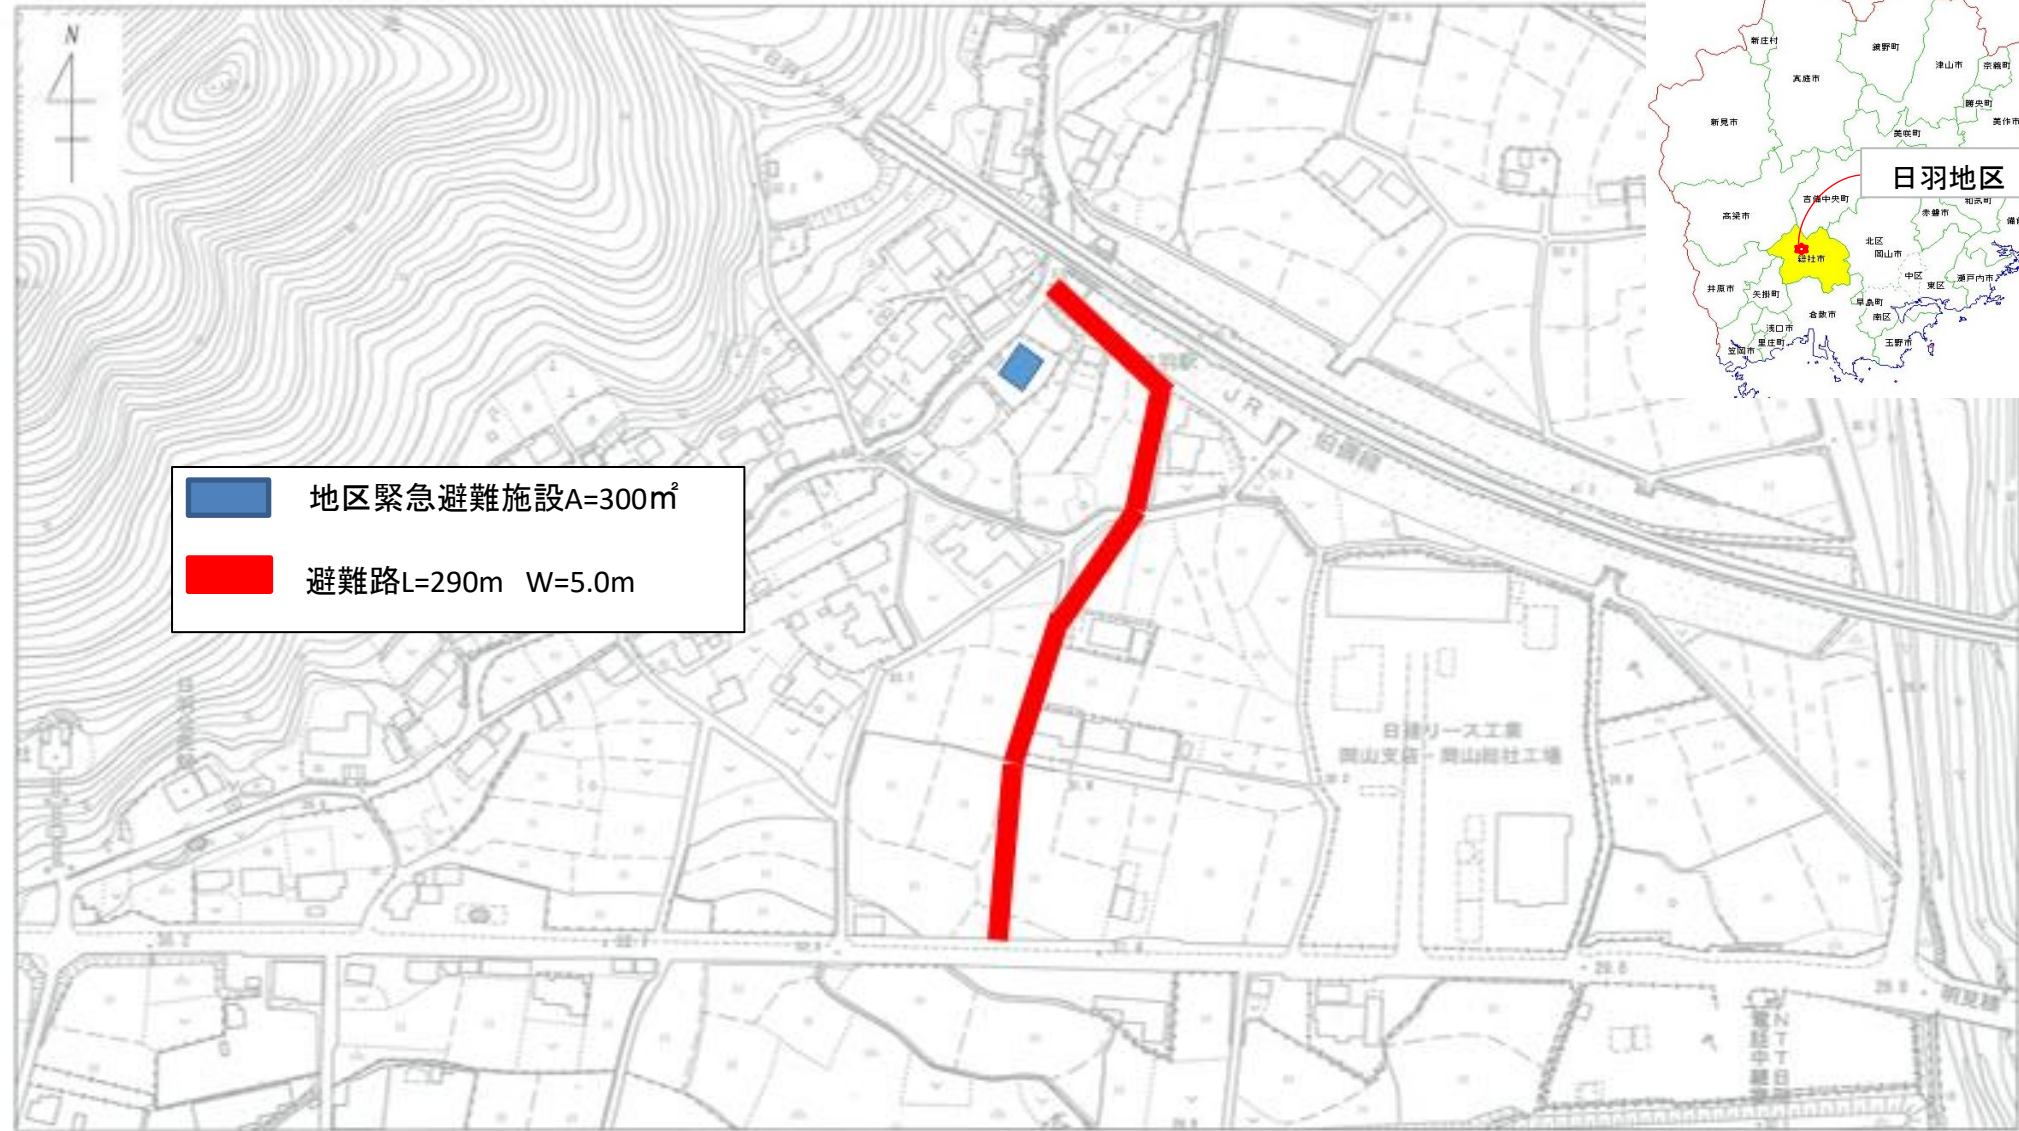 N
新庄村
鏡野町
真庭市
津山市
奈義町
勝央町
新見市
美作市
美咲町
日羽地区
吉備中央町
和気町
高梁市
赤磐市
北区
岡山市
総社市
中区
瀬戸内市
東区
井原市
矢掛町
早島町
倉敷市
南区
浅口市
里庄町
玉野市
笠岡市
JR 伯備線
地区緊急避難施設A=300㎡
避難路L=290m W=5.0m
日建リース工業
岡山支店-岡山総社工場